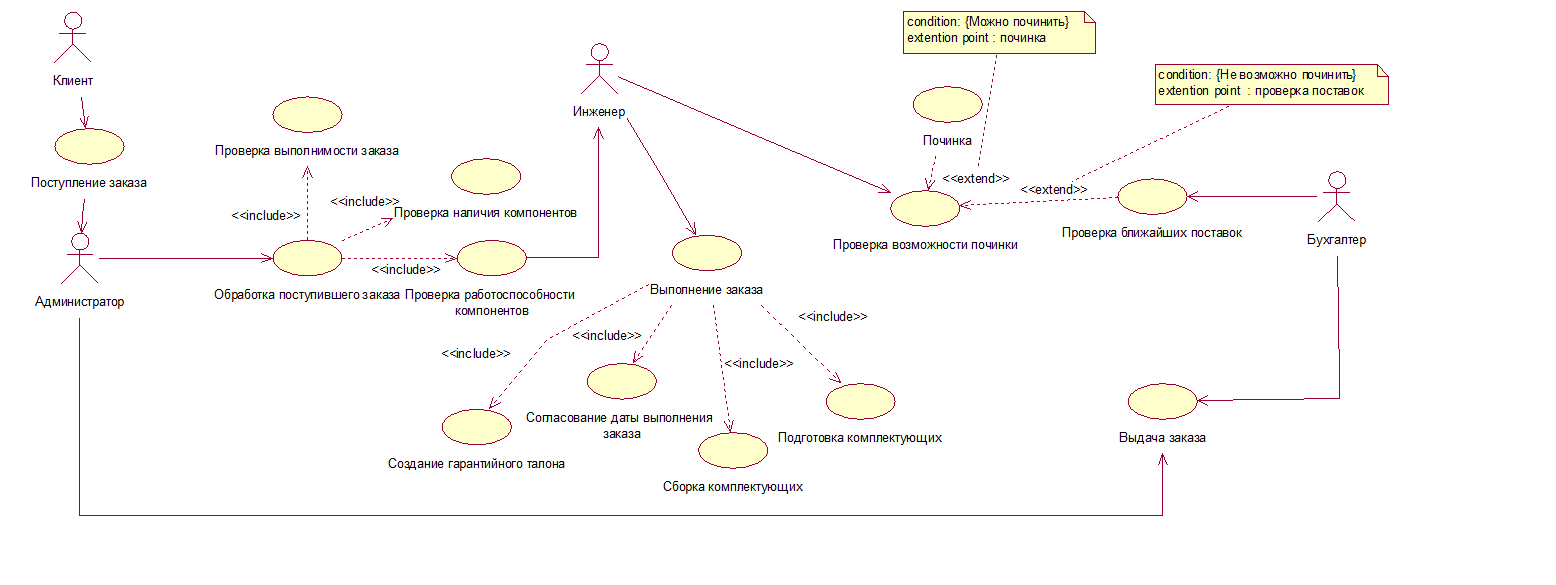 condition: {Можно починить}
extention point : починка
condition: {Не возможно починить}
extention point : проверка поставок
Клиент
Инженер
Починка
Проверка выполнимости заказа
<<extend>>
<<extend>>
Поступление заказа
<<include>>
<<include>>
Проверка наличия компонентов
Проверка возможности починки
Проверка ближайших поставок
Бухгалтер
<<include>>
Администратор
Обработка поступившего заказа
Проверка работоспособности
компонентов
Выполнение заказа
<<include>>
<<include>>
<<include>>
<<include>>
Согласование даты выполнения
заказа
Подготовка комплектующих
Выдача заказа
Создание гарантийного талона
Сборка комплектующих